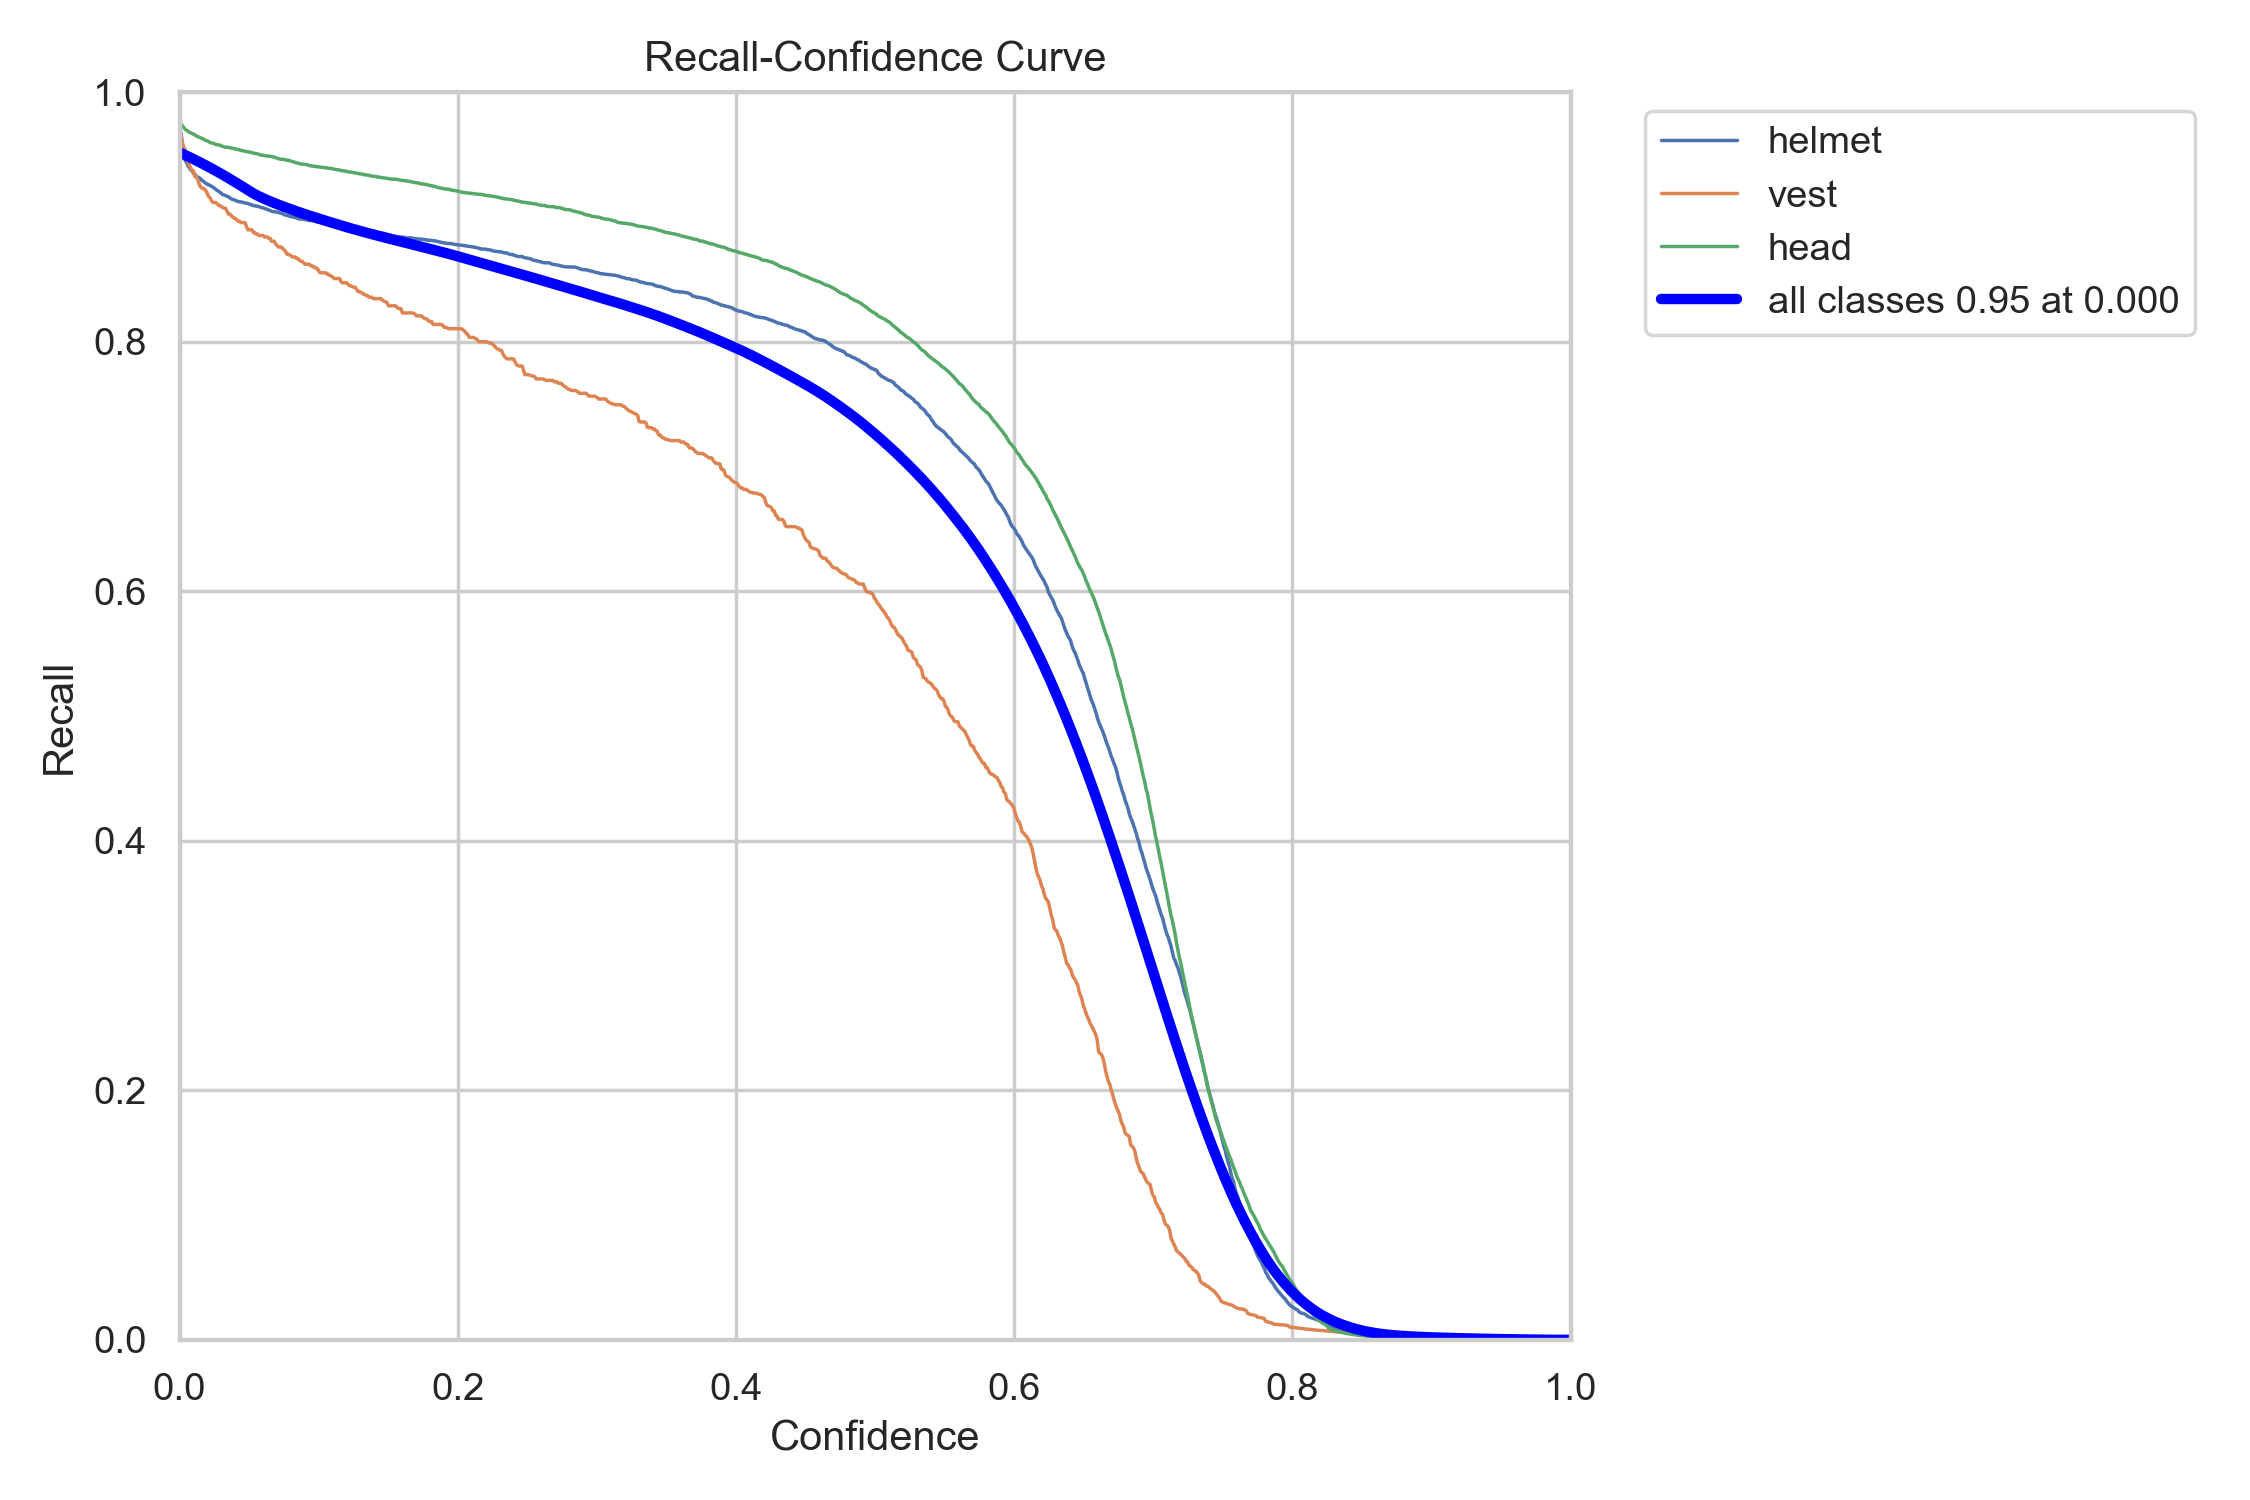 Recall-Confidence Curve
1.0
0.8
0.6
0.4
0.2
0.0
Recall
0.0 0.2 0.4 0.6 0.8 1.0
Confidence
helmet
vest
head
all classes 0.95 at 0.000